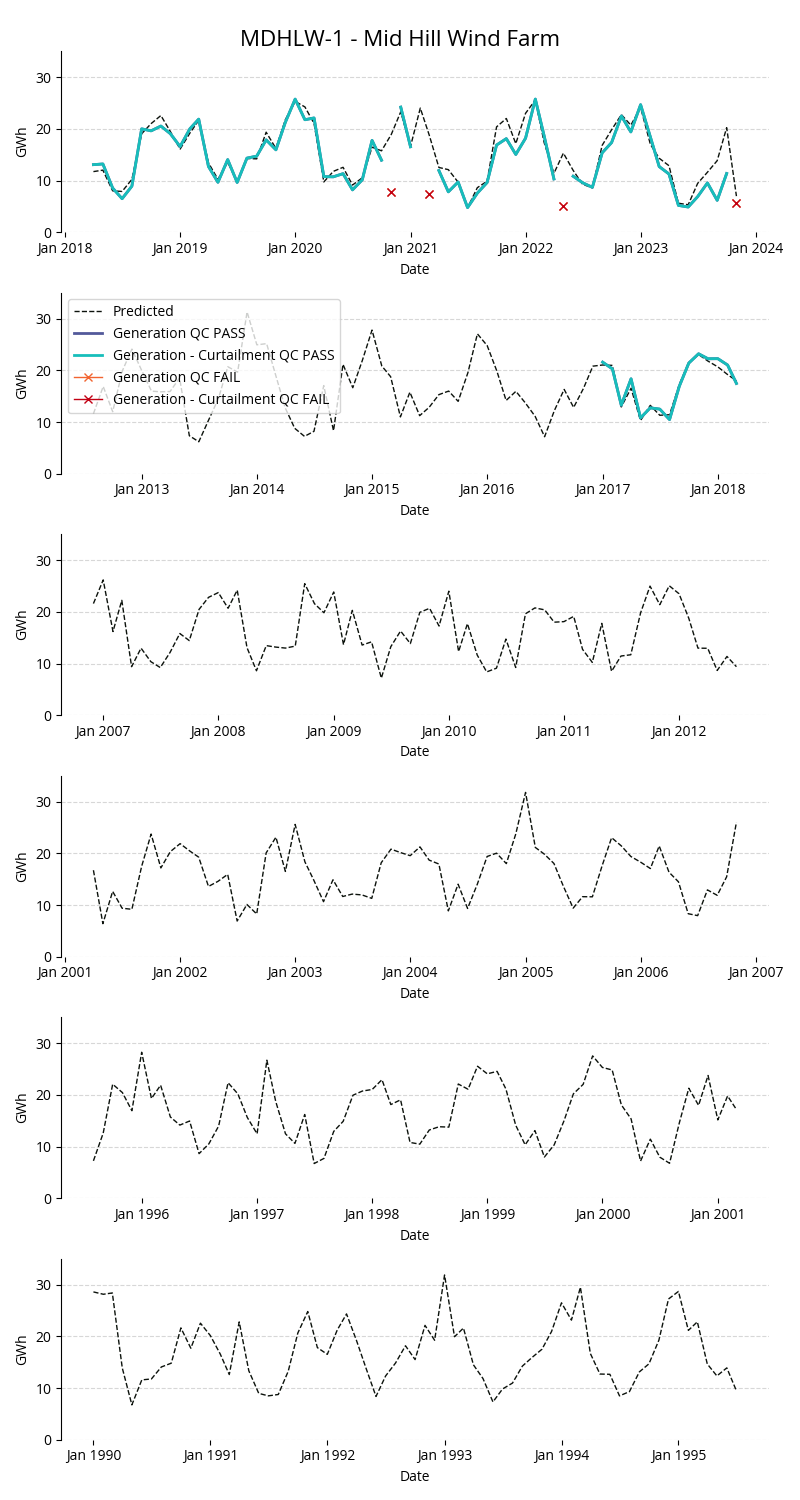 MDHLW-1 - Mid Hill Wind Farm
30
20
10
0
GWh
Jan 2018 Jan 2019 Jan 2020 Jan 2021 Jan 2022 Jan 2023 Jan 2024
Date
30
20
10
0
GWh
Predicted
Generation QC PASS
Generation - Curtailment QC PASS
Generation QC FAIL
Generation - Curtailment QC FAIL
Jan 2013 Jan 2014 Jan 2015 Jan 2016 Jan 2017 Jan 2018
Date
30
20
10
0
GWh
Jan 2007 Jan 2008 Jan 2009 Jan 2010 Jan 2011 Jan 2012
Date
30
20
10
0
GWh
Jan 2001 Jan 2002 Jan 2003 Jan 2004 Jan 2005 Jan 2006 Jan 2007
Date
30
20
10
0
GWh
Jan 1996 Jan 1997 Jan 1998 Jan 1999 Jan 2000 Jan 2001
Date
30
20
10
0
GWh
Jan 1990 Jan 1991 Jan 1992 Jan 1993 Jan 1994 Jan 1995
Date